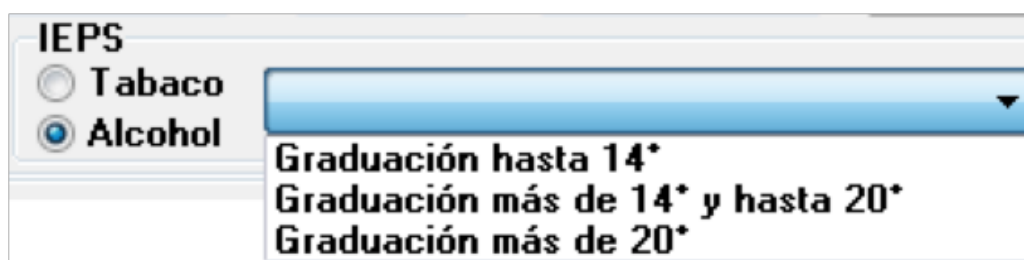 IEPS
Tabaco
Alcohol
Graduación hasta 14°
Graduación más de 14° y hasta 20°
Graduación más de 20°